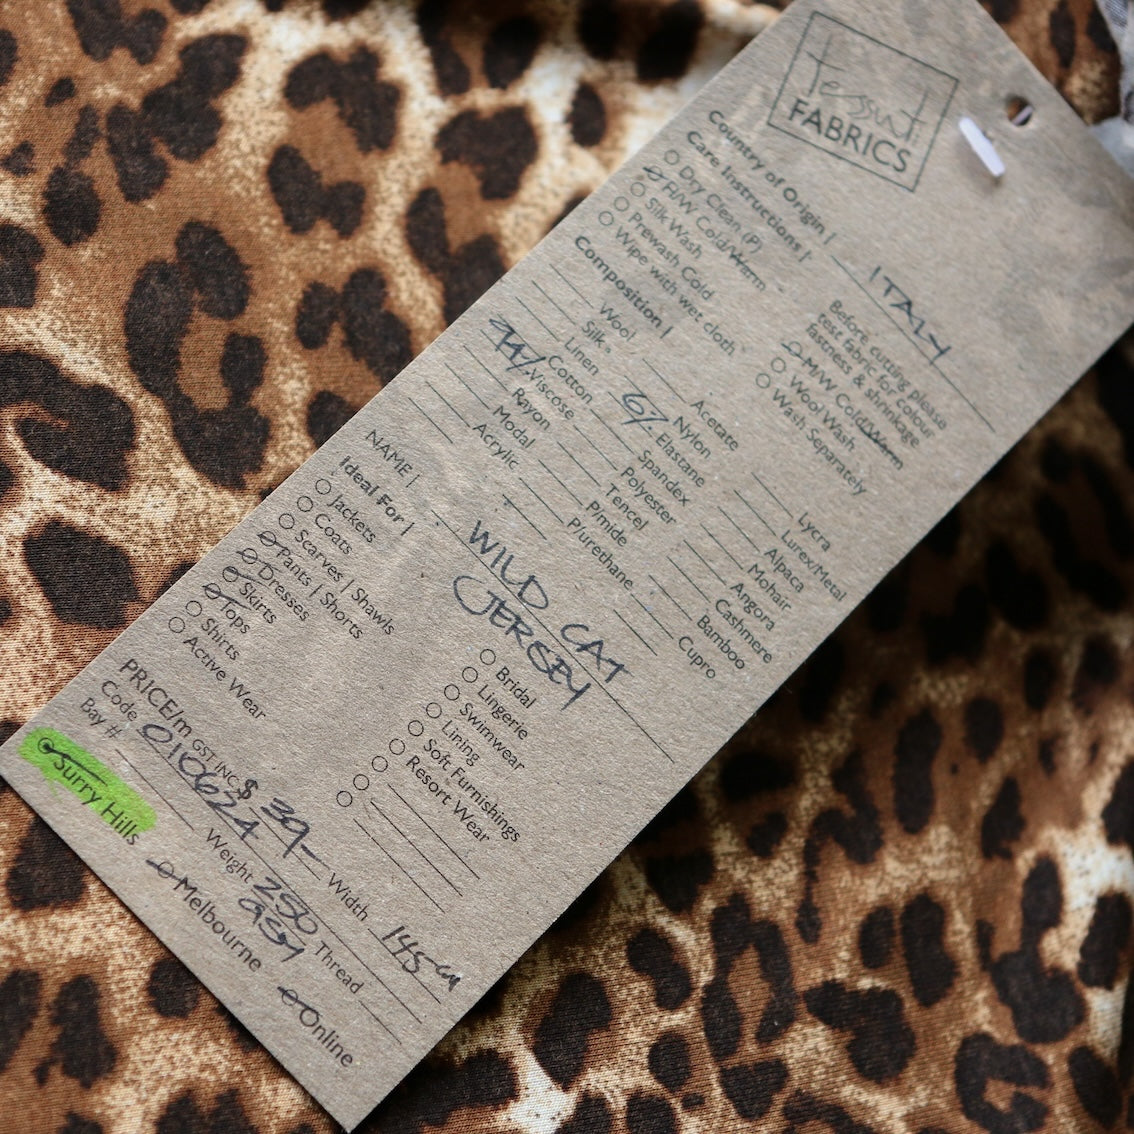 Tessuti
FABRICS
Country of Origin | ITALY
Care Instructions |
Before cutting please
test fabric for colour
fastness & shrinkage
Dry Clean (P)
H/W Cold/Warm
Silk Wash
Prewash Cold
Wipe with wet cloth
M/W Cold/Warm
Wool Wash
Wash Separately
Composition |
Wool
Silk
Linen
Cotton
94% Viscose
Rayon
Modal
Acrylic
Acetate
Nylon
6% Elastane
Spandex
Polyester
Tencel
P/mide
P/urethane
Lycra
Lurex/Metal
Mohair
Alpaca
Angora
Cashmere
Bamboo
Cupro
NAME | WILD CAT
JERSEY
Ideal For |
Jackets
Coats
Scarves | Shawls
Pants | Shorts
Dresses
Skirts
Tops
Shirts
Active Wear
Bridal
Lingerie
Swimwear
Lining
Soft Furnishings
Resort Wear
PRICE/m GST INC $ 39- Width 145cm
Code 010624 Weight 250 Thread
gsm
Bay #
Surry Hills Melbourne Online